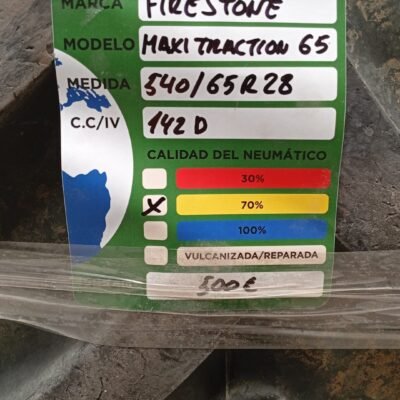 MARCA FIRESTONE
MODELO MAXI TRACTION 65
MEDIDA 540/65R28
C.C/IV 142 D
CALIDAD DEL NEUMÁTICO
30%
X 70%
100%
VULCANIZADA/REPARADA
500€